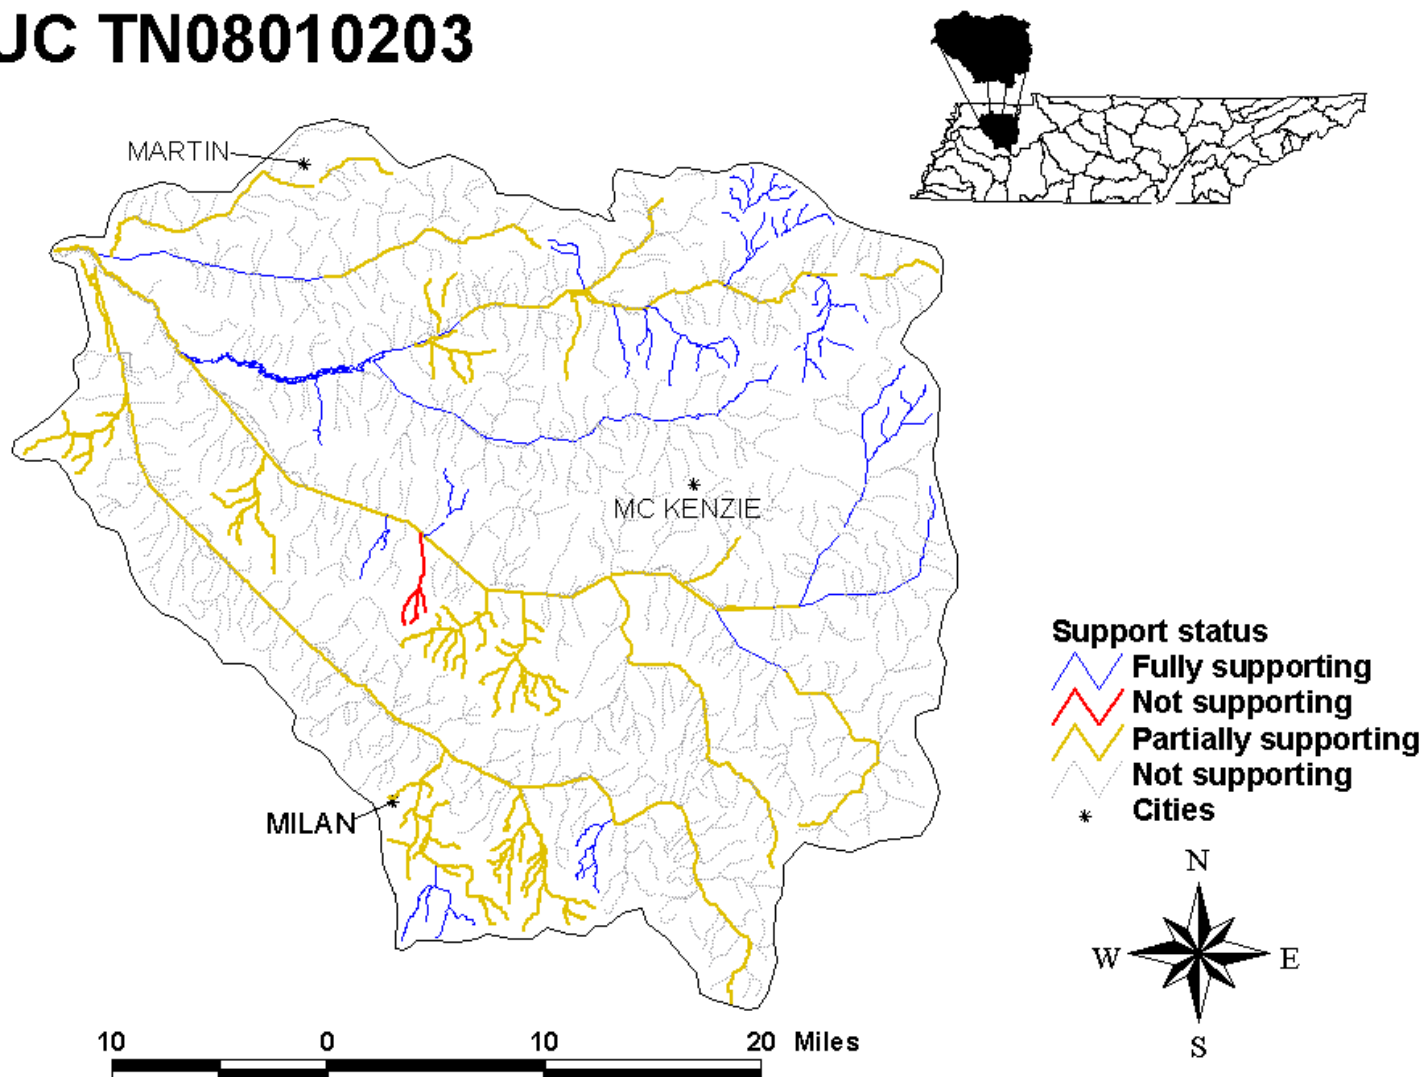 UC TN08010203
MARTIN
MC KENZIE
MILAN
Support status
Fully supporting
Not supporting
Partially supporting
Not supporting
Cities
N
W E
S
10 0 10 20 Miles